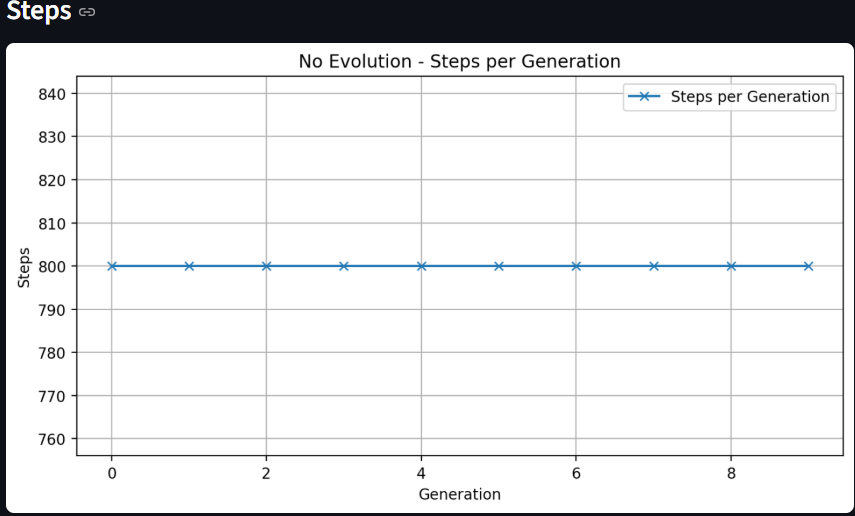 Steps
No Evolution - Steps per Generation
Steps per Generation
840
830
820
810
800
790
780
770
760
Steps
0 2 4 6 8
Generation